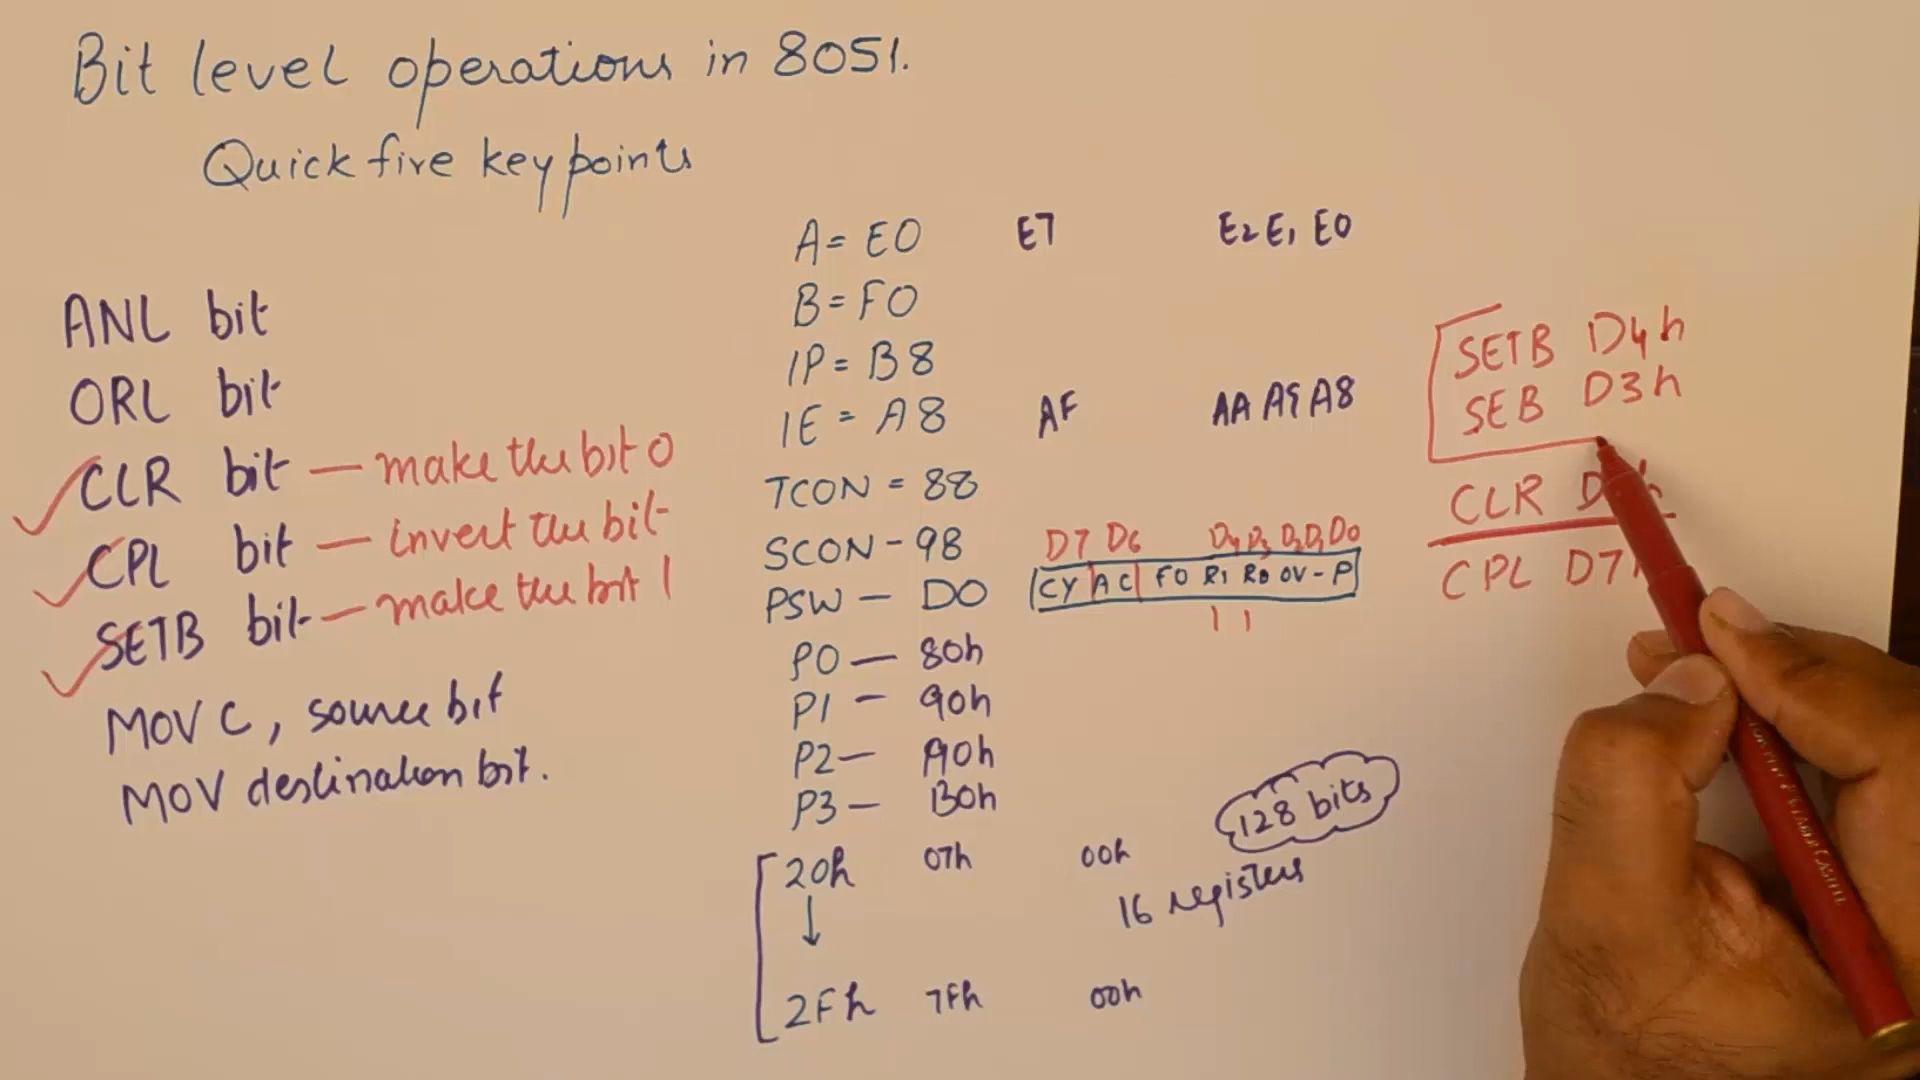 Bit level operations in 8051.
Quick five key points
ANL bit
ORL bit
CLR bit — make the bit 0
CPL bit — invert the bit
SETB bit — make the bit 1
MOV C, source bit
MOV destination bit.
A = E0 E7 E2 E1 E0
B = F0
IP = B8
IE = A8 AF AA A9 A8
TCON = 88
SCON - 98
D7 D6 D4 D3 D2 D1 D0
PSW — D0 CY AC F0 R1 R0 OV - P
1 1
P0 — 80h
P1 — 90h
P2 — A0h
P3 — B0h
128 bits
20h 07h 00h
16 registers
2Fh 7Fh 00h
SETB D4h
SEB D3h
CLR
CPL D7